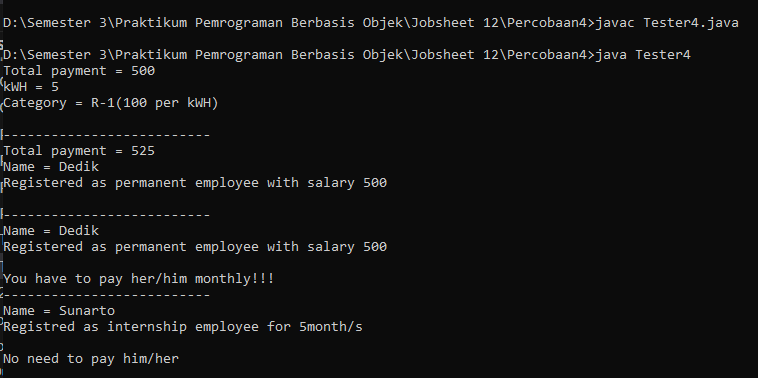 D:\Semester 3\Praktikum Pemrograman Berbasis Objek\Jobsheet 12\Percobaan4>javac Tester4.java
D:\Semester 3\Praktikum Pemrograman Berbasis Objek\Jobsheet 12\Percobaan4>java Tester4
Total payment = 500
kWH = 5
Category = R-1(100 per kWH)
--------------------------
Total payment = 525
Name = Dedik
Registered as permanent employee with salary 500
--------------------------
Name = Dedik
Registered as permanent employee with salary 500
You have to pay her/him monthly!!!
--------------------------
Name = Sunarto
Registred as internship employee for 5month/s
No need to pay him/her